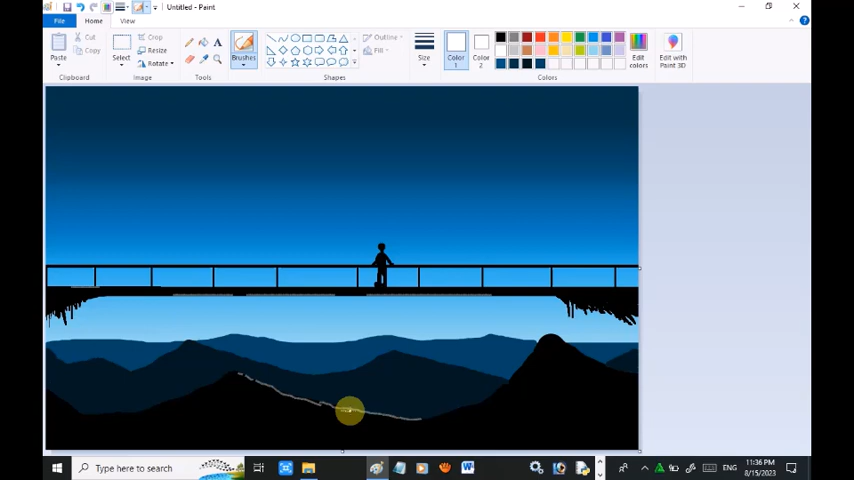 Untitled - Paint
File
Home
View
Paste
Cut
Copy
Clipboard
Select
Crop
Resize
Rotate
Image
Tools
Brushes
Outline
Fill
Shapes
Size
Color 1
Color 2
Colors
Edit colors
Edit with Paint 3D
Type here to search
ENG
11:36 PM
8/15/2023